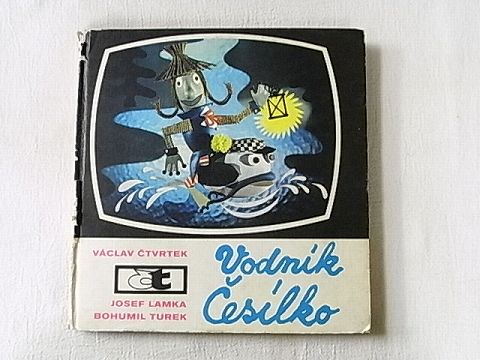 VÁCLAV ČTVRTEK
čt
JOSEF LAMKA
BOHUMIL TUREK
Vodník
Česílko